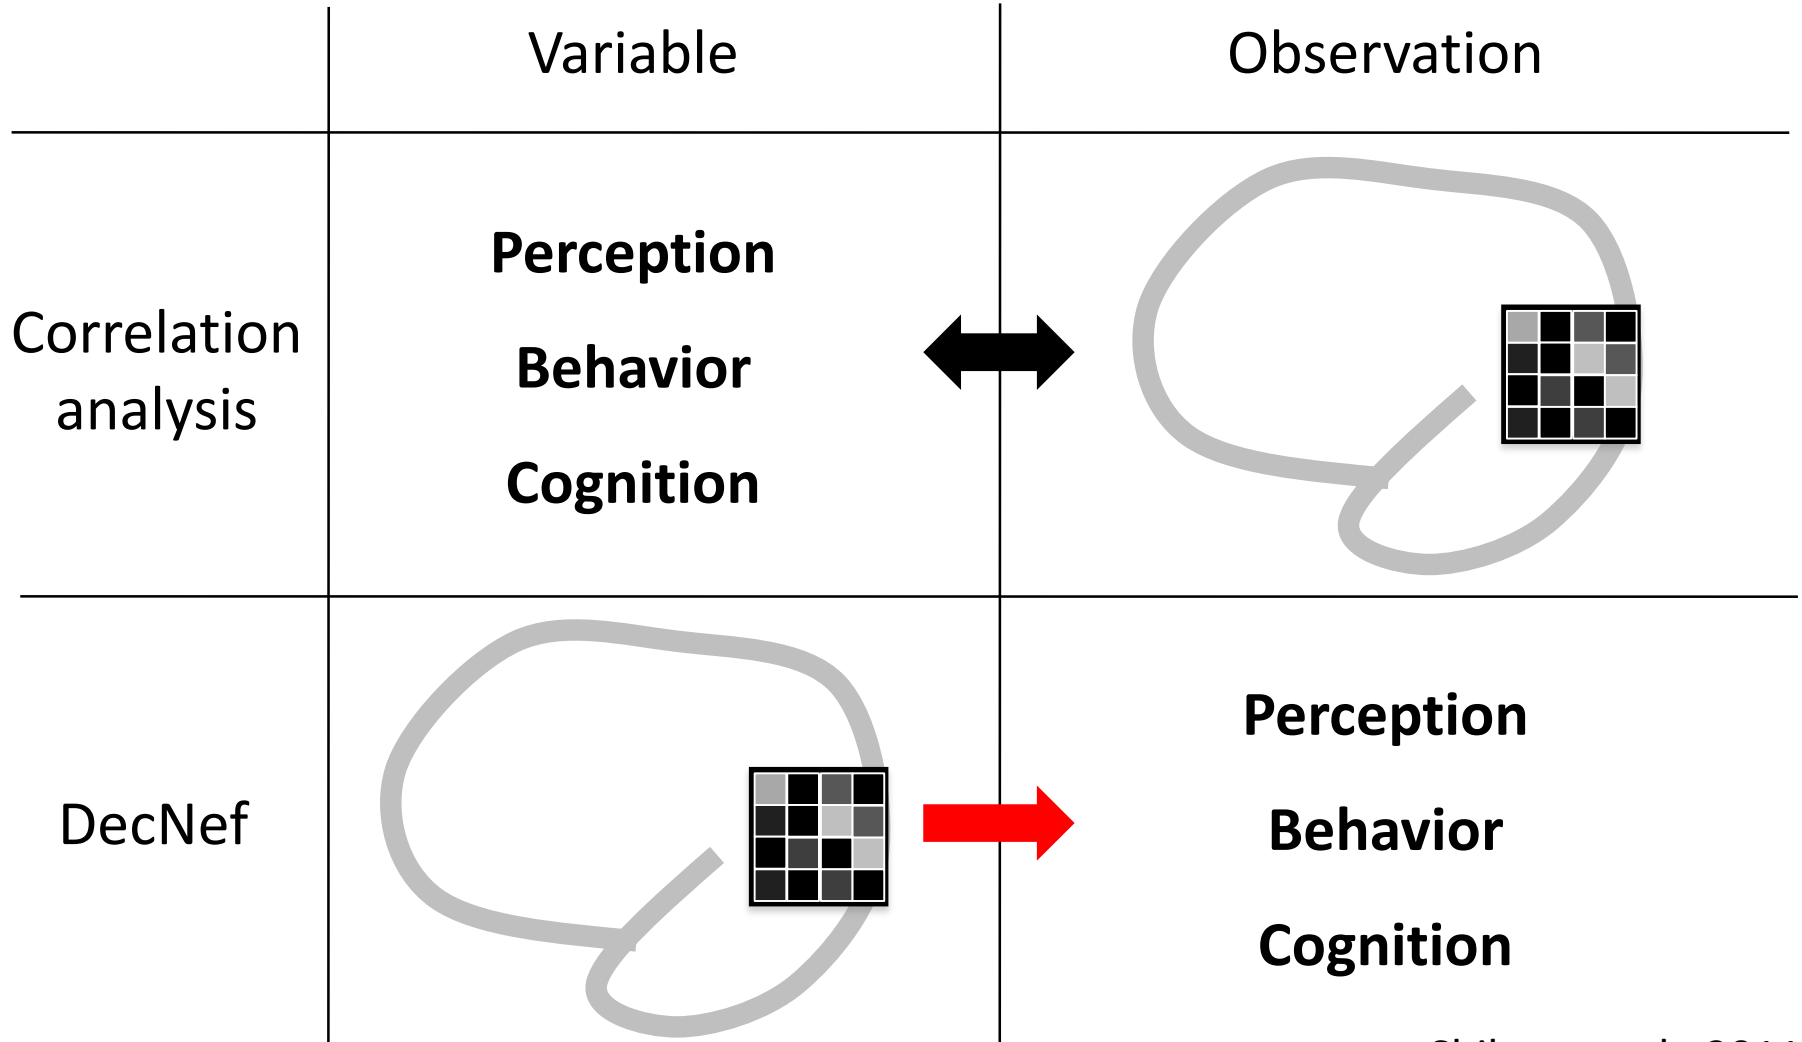 Variable
Observation
Correlation
analysis
Perception
Behavior
Cognition
DecNef
Perception
Behavior
Cognition